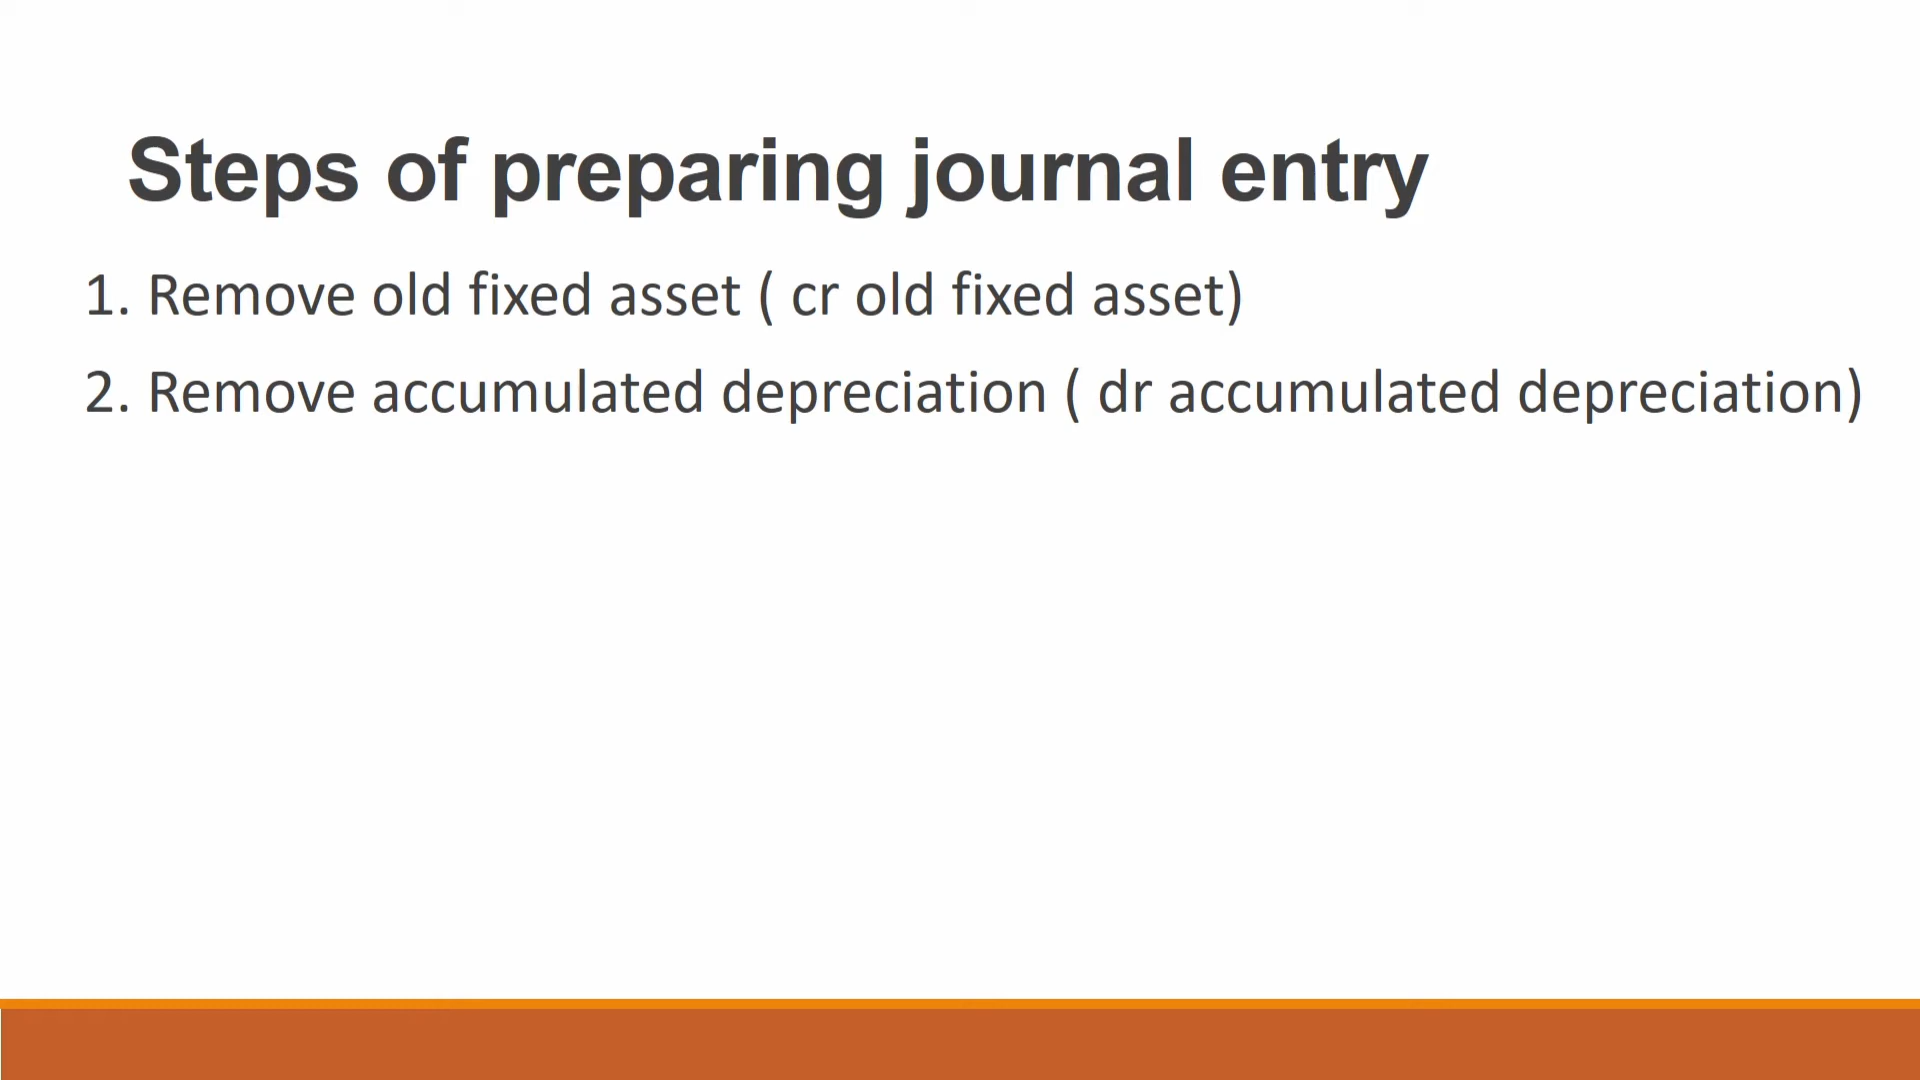 Steps of preparing journal entry
1. Remove old fixed asset ( cr old fixed asset)
2. Remove accumulated depreciation ( dr accumulated depreciation)